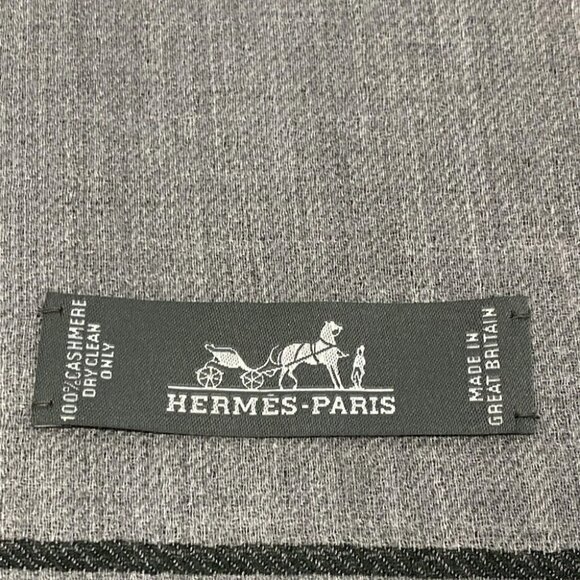 100%CASHMERE
DRY CLEAN
ONLY
HERMÈS-PARIS
MADE IN
GREAT BRITAIN